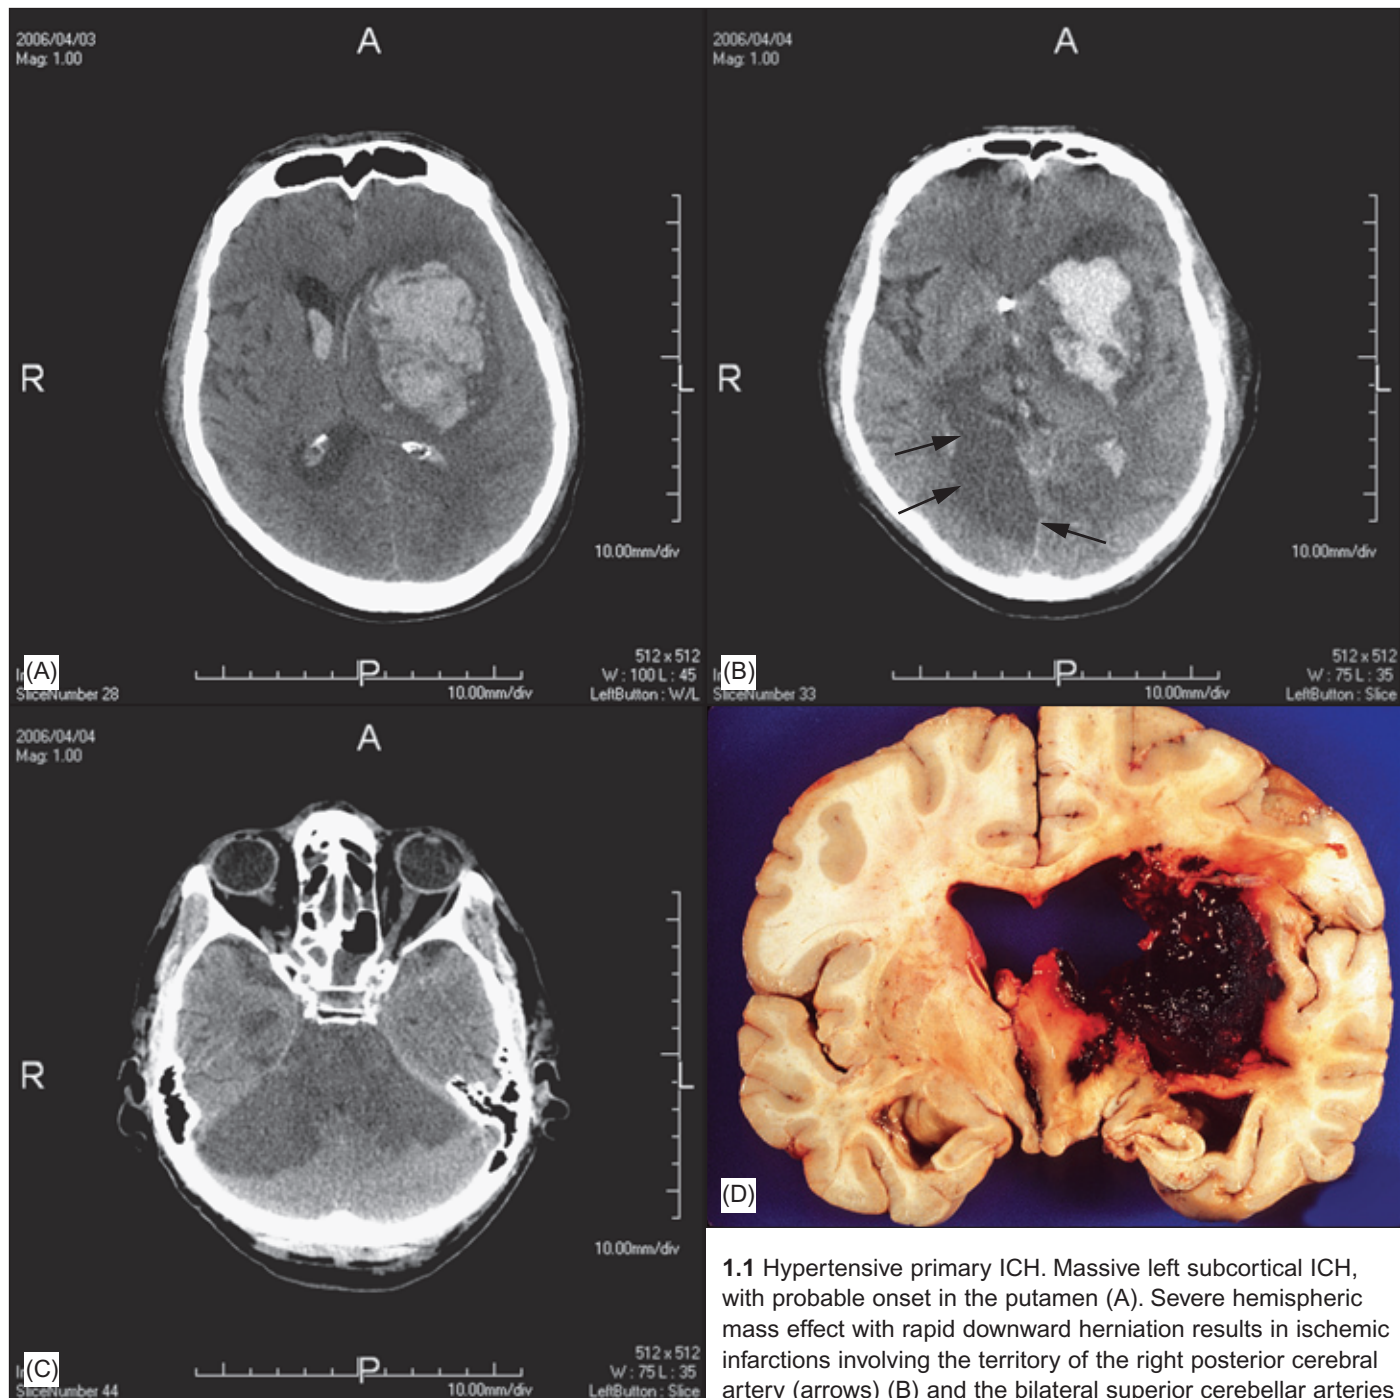 2006/04/03
Mag: 1.00
A
R
L
10.00mm/div
(A)
SliceNumber 28
P
10.00mm/div
512 x 512
W : 100 L : 45
LeftButton : W/L
2006/04/04
Mag: 1.00
A
R
L
10.00mm/div
(B)
SliceNumber 33
P
10.00mm/div
512 x 512
W : 75 L : 35
LeftButton : Slice
2006/04/04
Mag: 1.00
A
R
L
10.00mm/div
(C)
SliceNumber 44
P
10.00mm/div
512 x 512
W : 75 L : 35
LeftButton : Slice
(D)
1.1 Hypertensive primary ICH. Massive left subcortical ICH,
with probable onset in the putamen (A). Severe hemispheric
mass effect with rapid downward herniation results in ischemic
infarctions involving the territory of the right posterior cerebral
artery (arrows) (B) and the bilateral superior cerebellar arteries